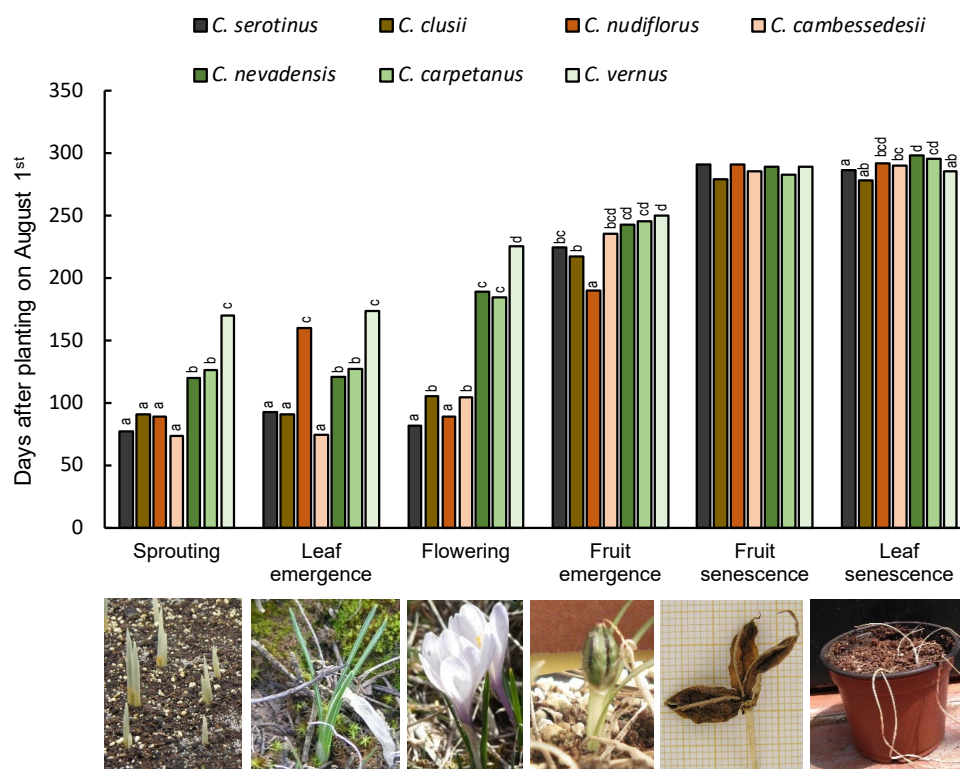 C. serotinus C. clusii C. nudiflorus C. cambessedesii
C. nevadensis C. carpetanus C. vernus
Days after planting on August 1st
350
300
250
200
150
100
50
0
a a a a b b c
a a c a b b c
a b a b c c d
bc b a bcd cd cd d
a ab bcd bc d cd ab
Sprouting
Leaf
emergence
Flowering
Fruit
emergence
Fruit
senescence
Leaf
senescence